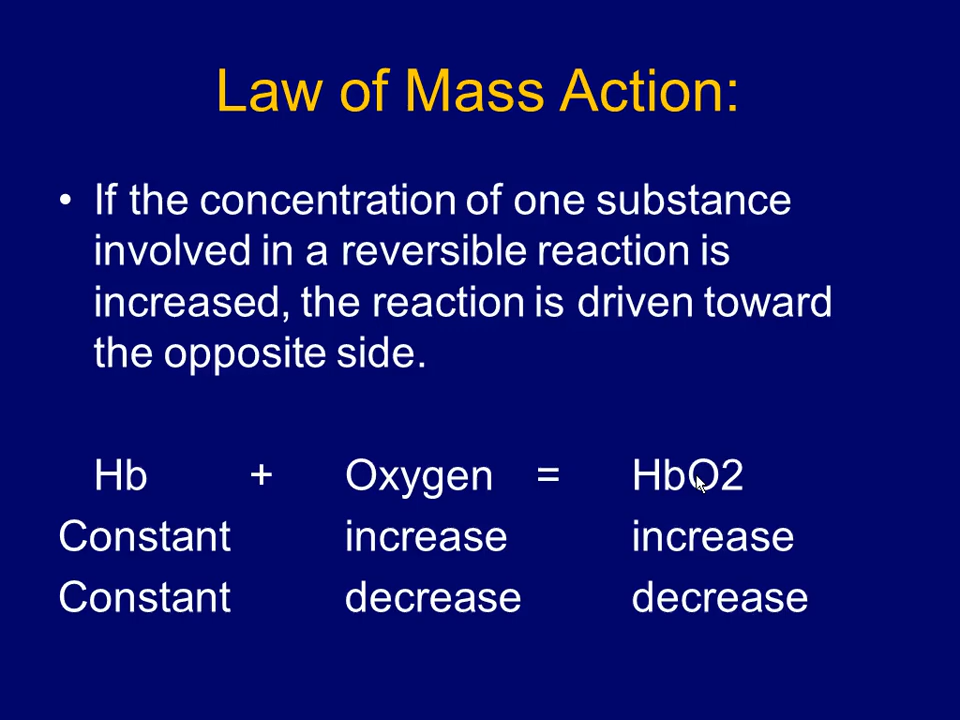 Law of Mass Action:
• If the concentration of one substance
involved in a reversible reaction is
increased, the reaction is driven toward
the opposite side.
Hb + Oxygen = HbO2
Constant increase increase
Constant decrease decrease